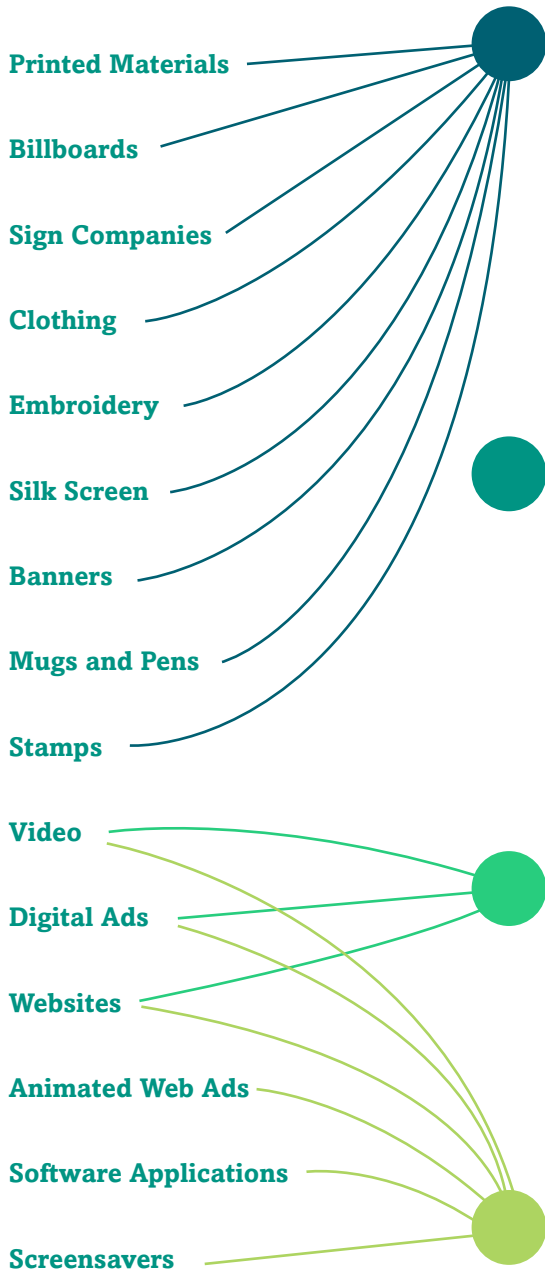 Printed Materials
Billboards
Sign Companies
Clothing
Embroidery
Silk Screen
Banners
Mugs and Pens
Stamps
Video
Digital Ads
Websites
Animated Web Ads
Software Applications
Screensavers